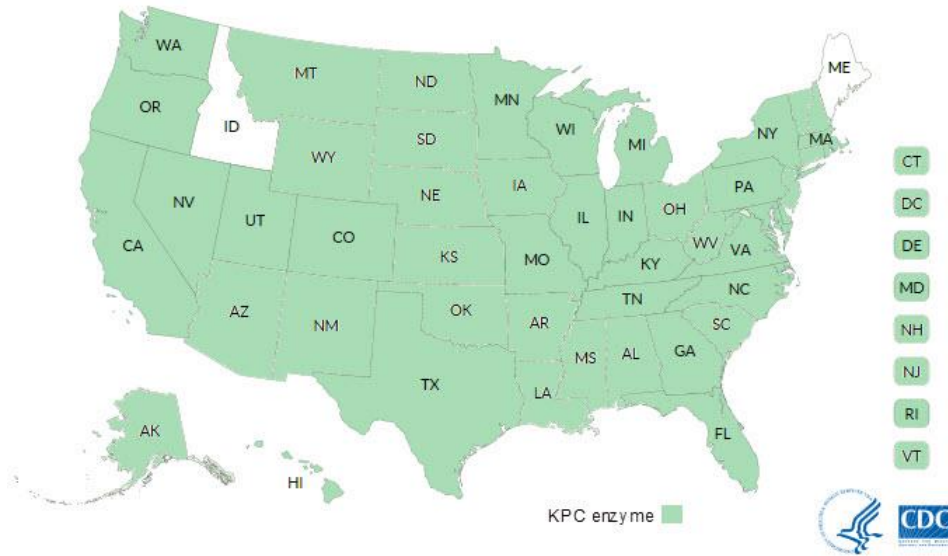 WA
MT
ND
MN
ME
OR
ID
WI
NY
SD
MI
MA
WY
CT
IA
PA
NE
NV
OH
DC
IL
IN
UT
WV
CO
VA
CA
DE
KS
MO
KY
MD
NC
TN
OK
AZ
AR
NM
SC
NH
MS
AL
GA
NJ
TX
LA
RI
AK
FL
VT
HI
KPC enzyme
CDC